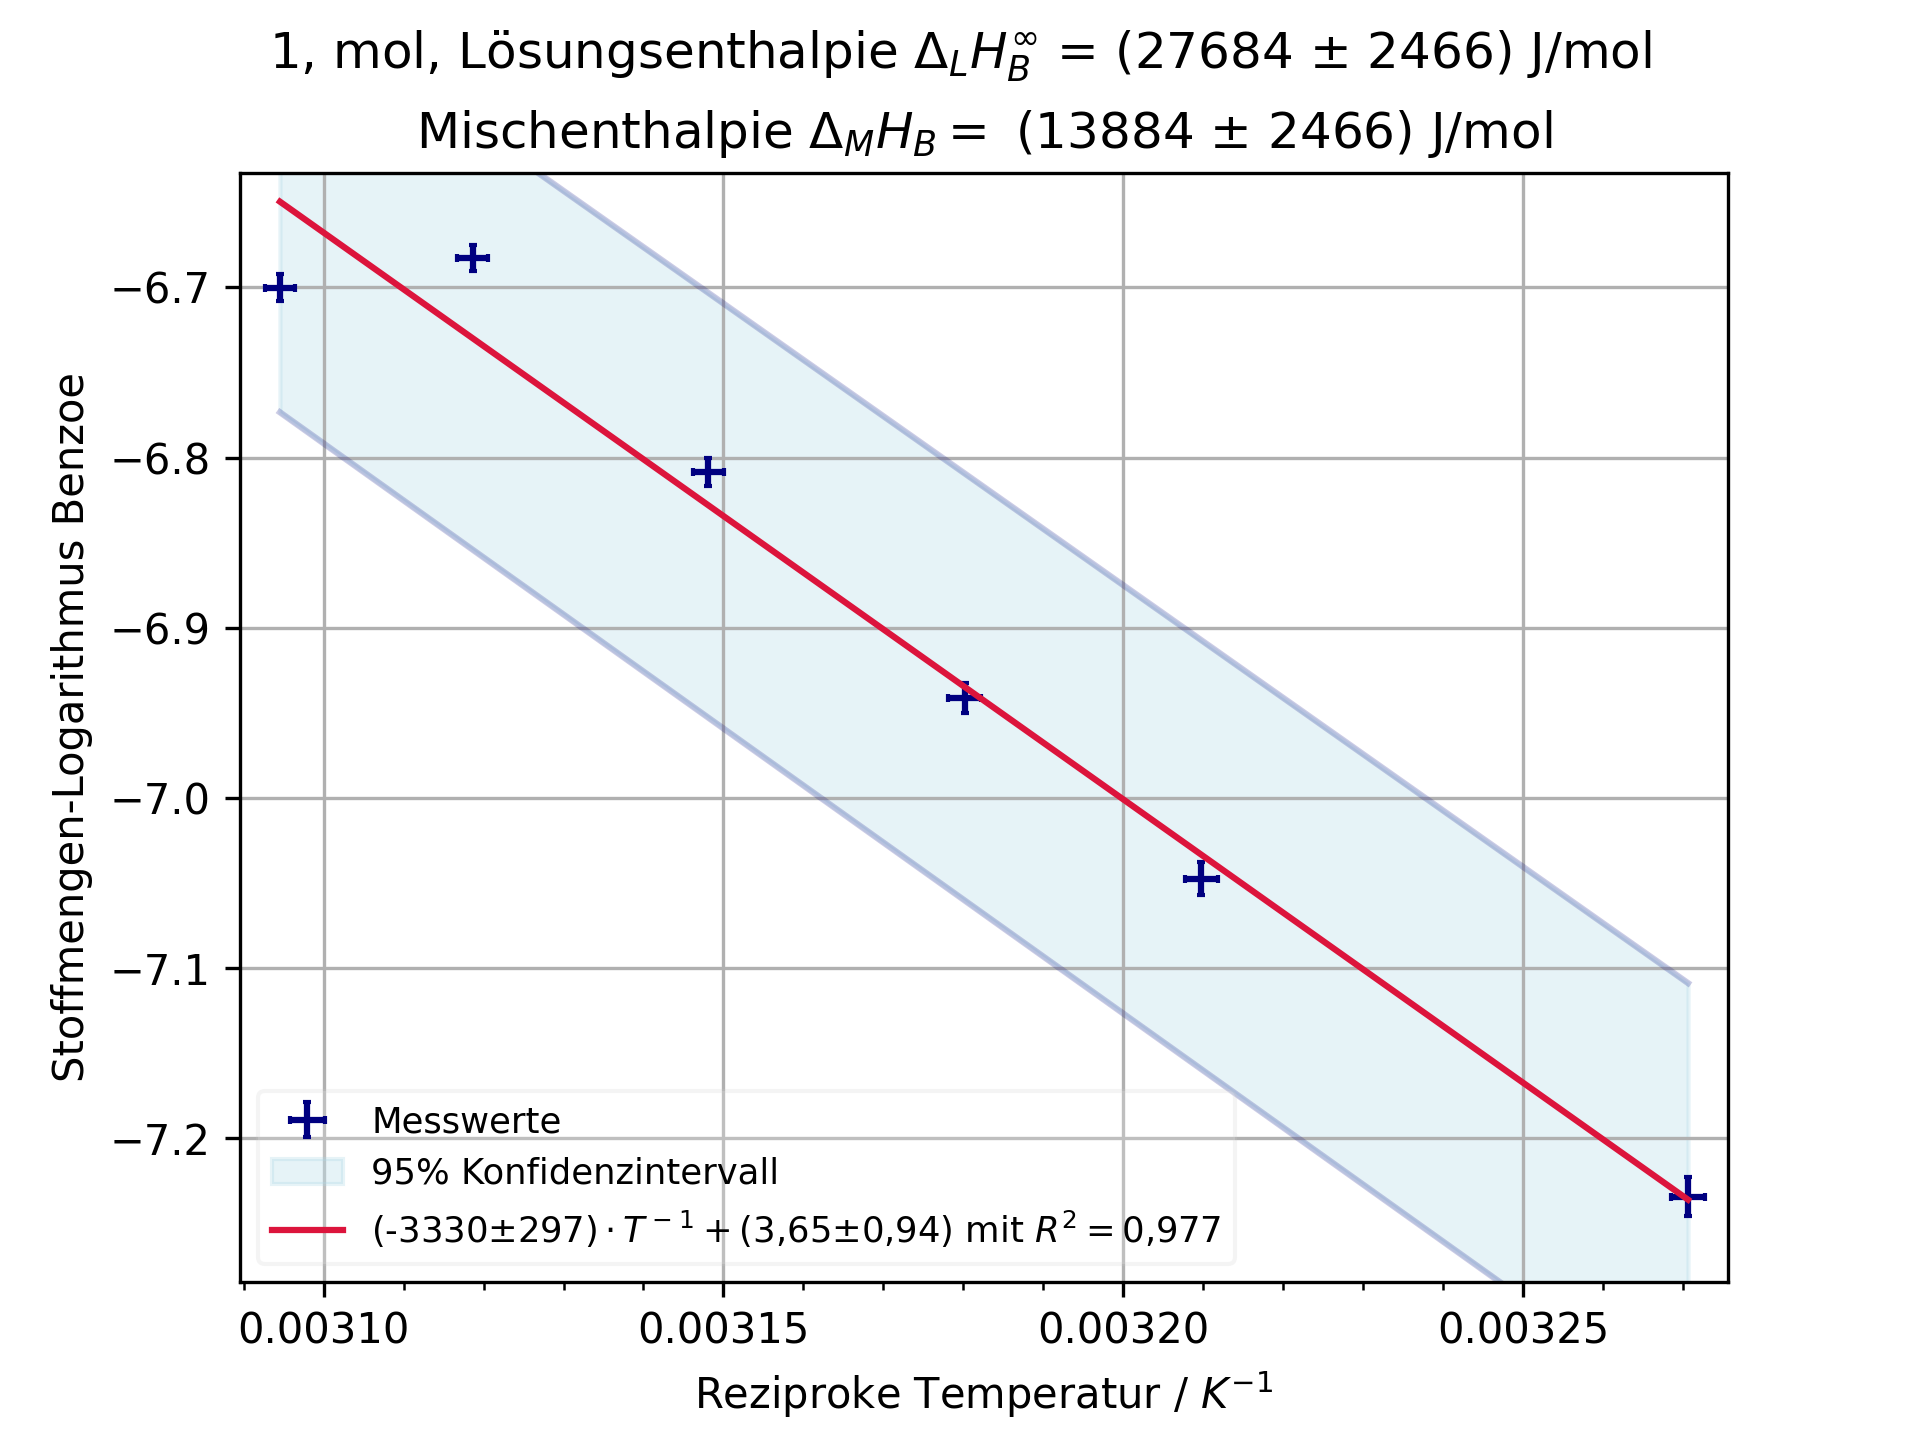 1, mol, Lösungsenthalpie Δ_L H_B^∞ = (27684 ± 2466) J/mol
Mischenthalpie Δ_M H_B = (13884 ± 2466) J/mol
Stoffmengen-Logarithmus Benzoe
−6.7
−6.8
−6.9
−7.0
−7.1
−7.2
Messwerte
95% Konfidenzintervall
(-3330±297) · T⁻¹ + (3,65±0,94) mit R² = 0,977
0.00310 0.00315 0.00320 0.00325
Reziproke Temperatur / K⁻¹